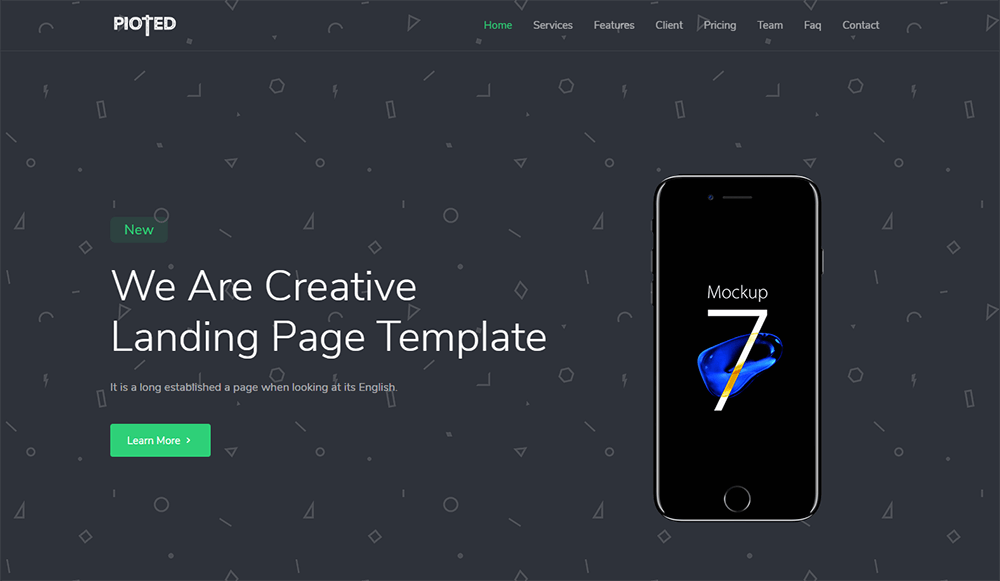 PIOTED
Home Services Features Client Pricing Team Faq Contact
New
We Are Creative
Landing Page Template
It is a long established a page when looking at its English.
Learn More
Mockup
7